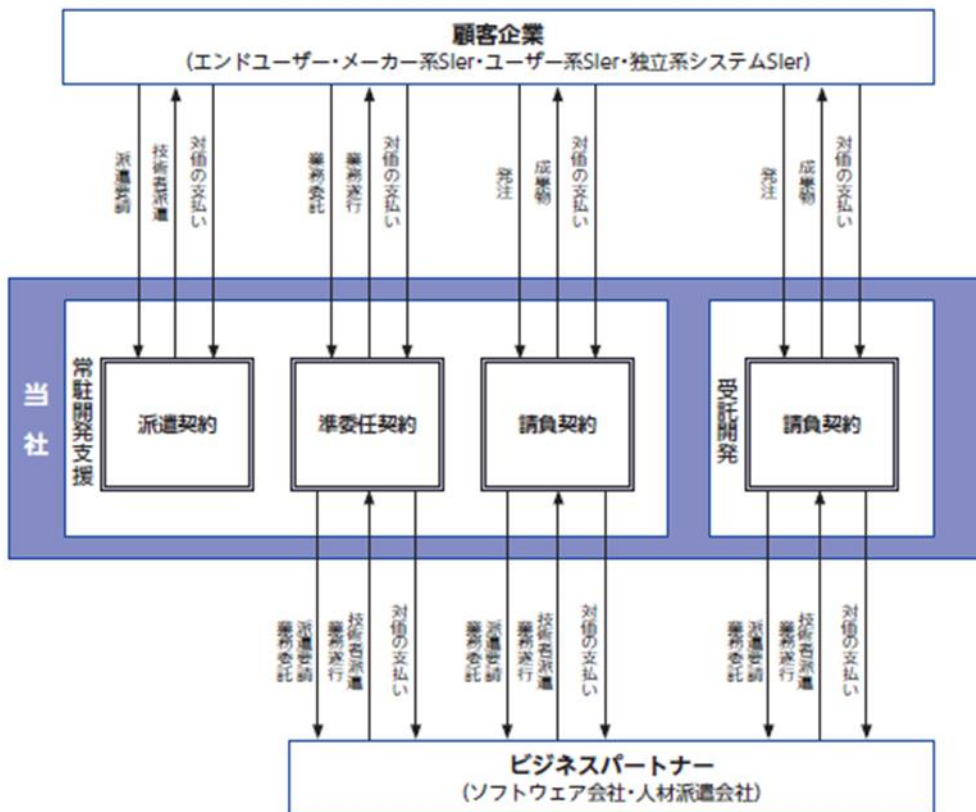 顧客企業
(エンドユーザー・メーカー系SIer・ユーザー系SIer・独立系システムSIer)
派遣要請
技術者派遣
対価の支払い
業務委託
業務遂行
対価の支払い
発注
成果物
対価の支払い
発注
成果物
対価の支払い
当社
常駐開発支援
派遣契約
準委任契約
請負契約
受託開発
請負契約
派遣要請
業務委託
技術者派遣
業務遂行
対価の支払い
派遣要請
業務委託
技術者派遣
業務遂行
対価の支払い
派遣要請
業務委託
技術者派遣
業務遂行
対価の支払い
ビジネスパートナー
(ソフトウェア会社・人材派遣会社)